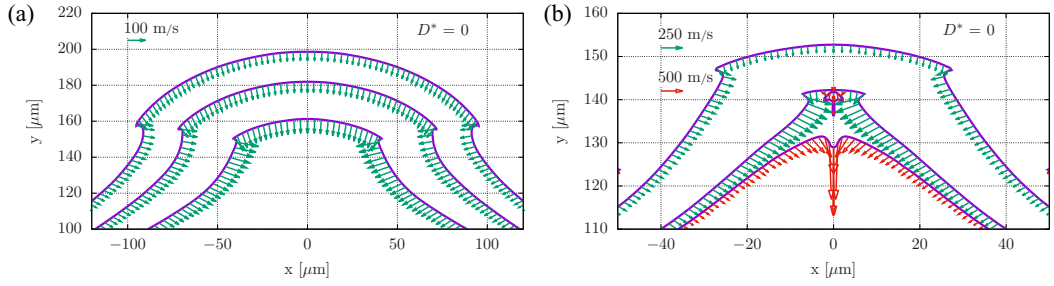 (a)
100 m/s
D* = 0
220
200
180
160
140
120
100
y [μm]
−100
−50
0
50
100
x [μm]
(b)
250 m/s
500 m/s
D* = 0
160
150
140
130
120
110
y [μm]
−40
−20
0
20
40
x [μm]